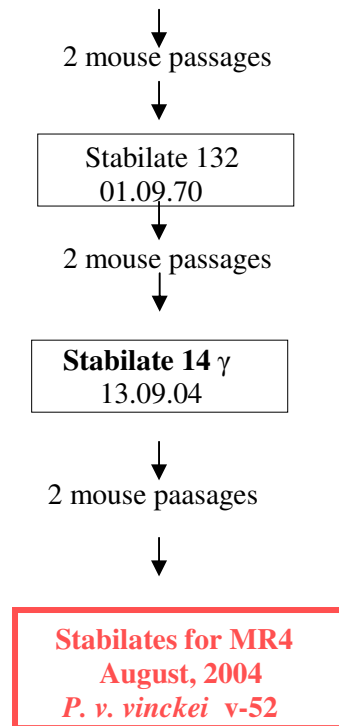 2 mouse passages
Stabilate 132
01.09.70
2 mouse passages
Stabilate 14 γ
13.09.04
2 mouse paasages
Stabilates for MR4
August, 2004
P. v. vinckei v-52